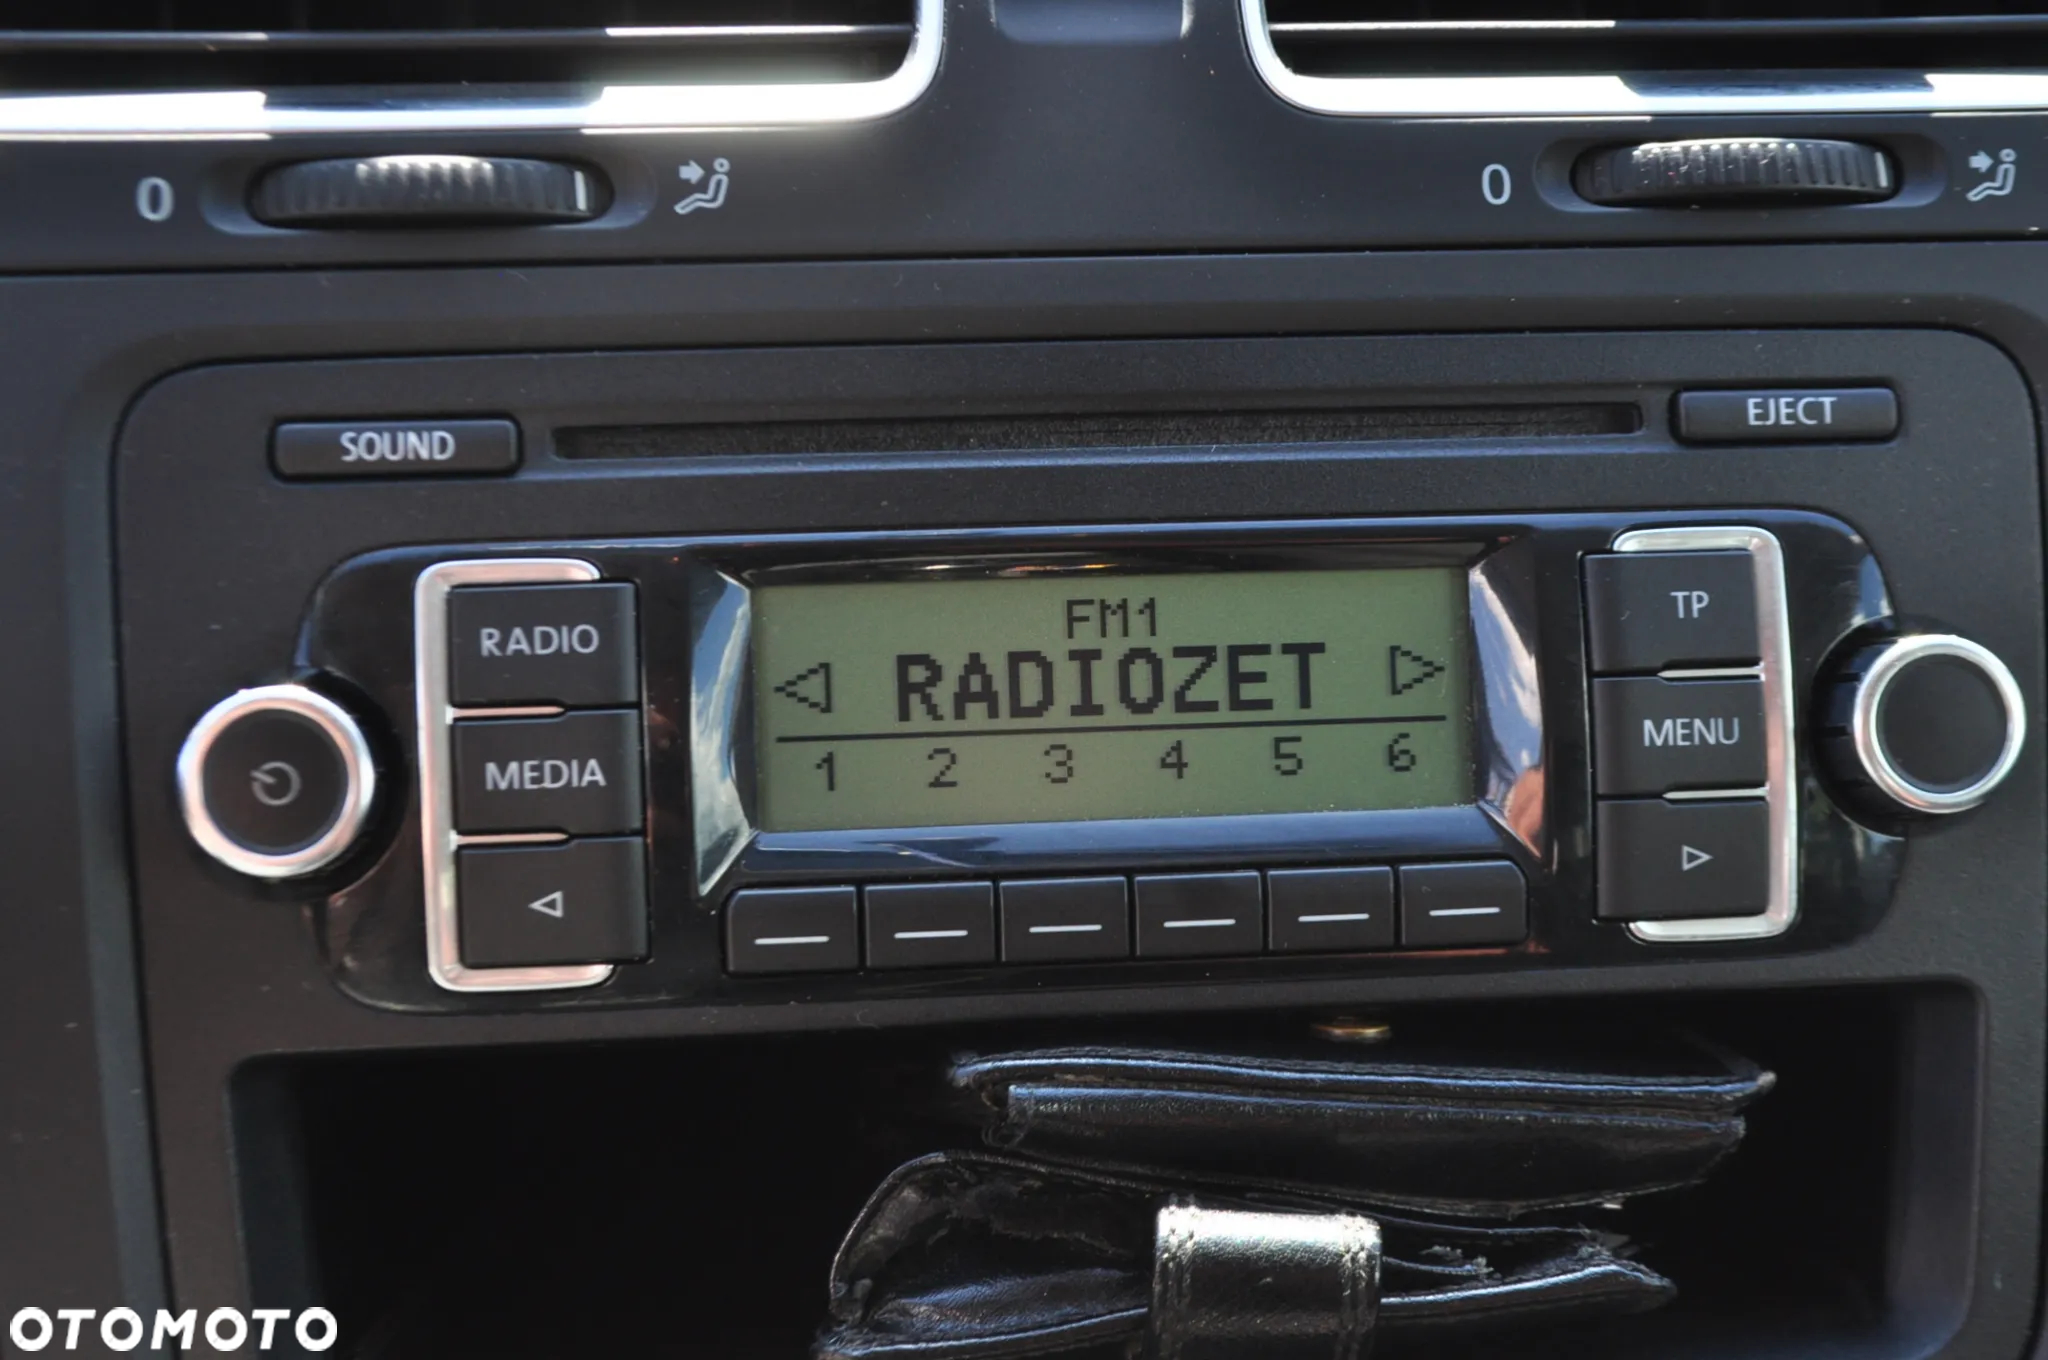 0
0
SOUND
EJECT
FM1
RADIOZET
1 2 3 4 5 6
RADIO
MEDIA
TP
MENU
OTOMOTO